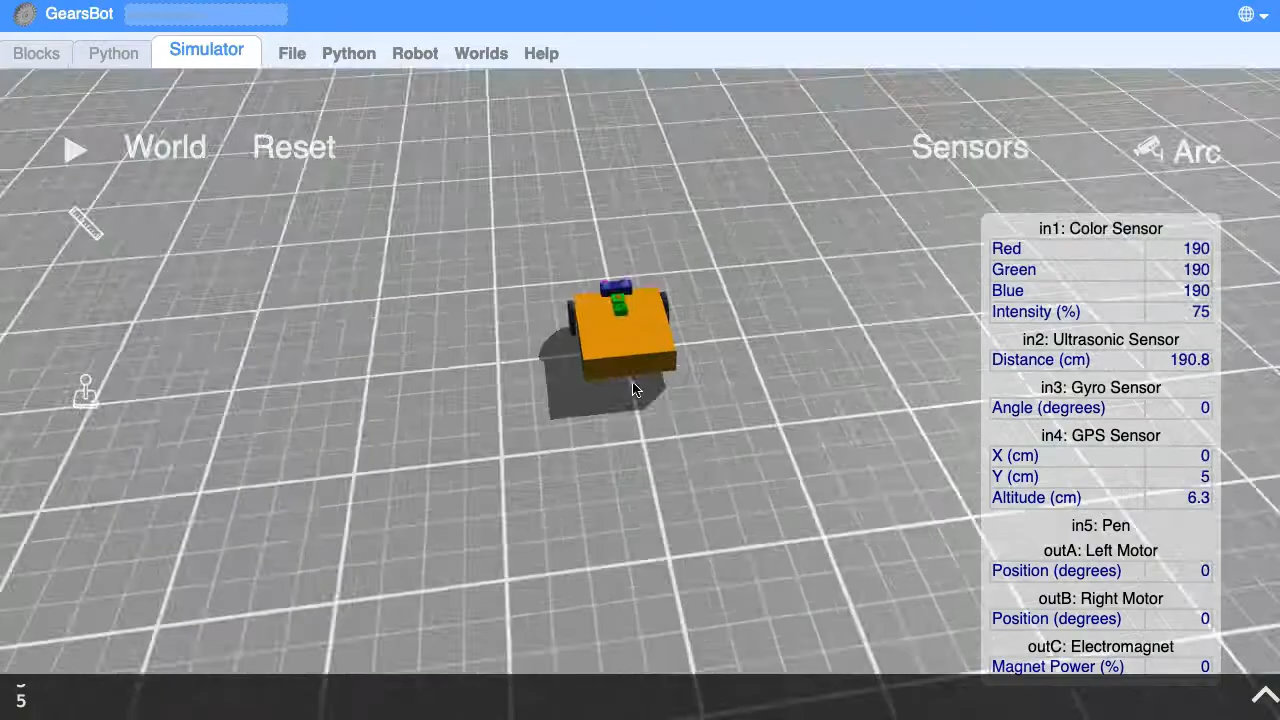 GearsBot
Blocks Python Simulator File Python Robot Worlds Help
World Reset Sensors Arc
in1: Color Sensor
Red 190
Green 190
Blue 190
Intensity (%) 75
in2: Ultrasonic Sensor
Distance (cm) 190.8
in3: Gyro Sensor
Angle (degrees) 0
in4: GPS Sensor
X (cm) 0
Y (cm) 5
Altitude (cm) 6.3
in5: Pen
outA: Left Motor
Position (degrees) 0
outB: Right Motor
Position (degrees) 0
outC: Electromagnet
Magnet Power (%) 0
5